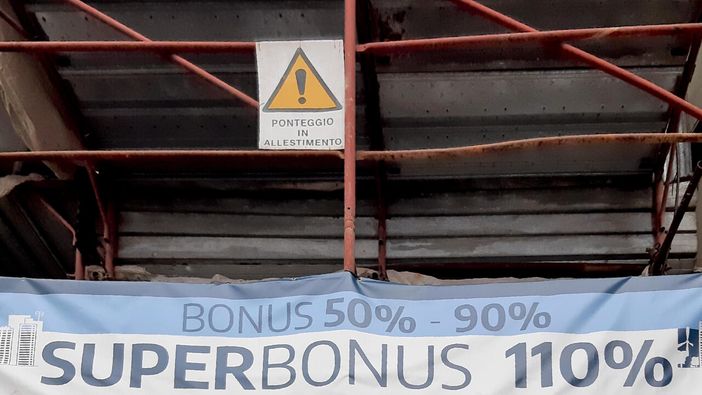 PONTEGGIO
IN
ALLESTIMENTO
BONUS 50% - 90%
SUPERBONUS 110%